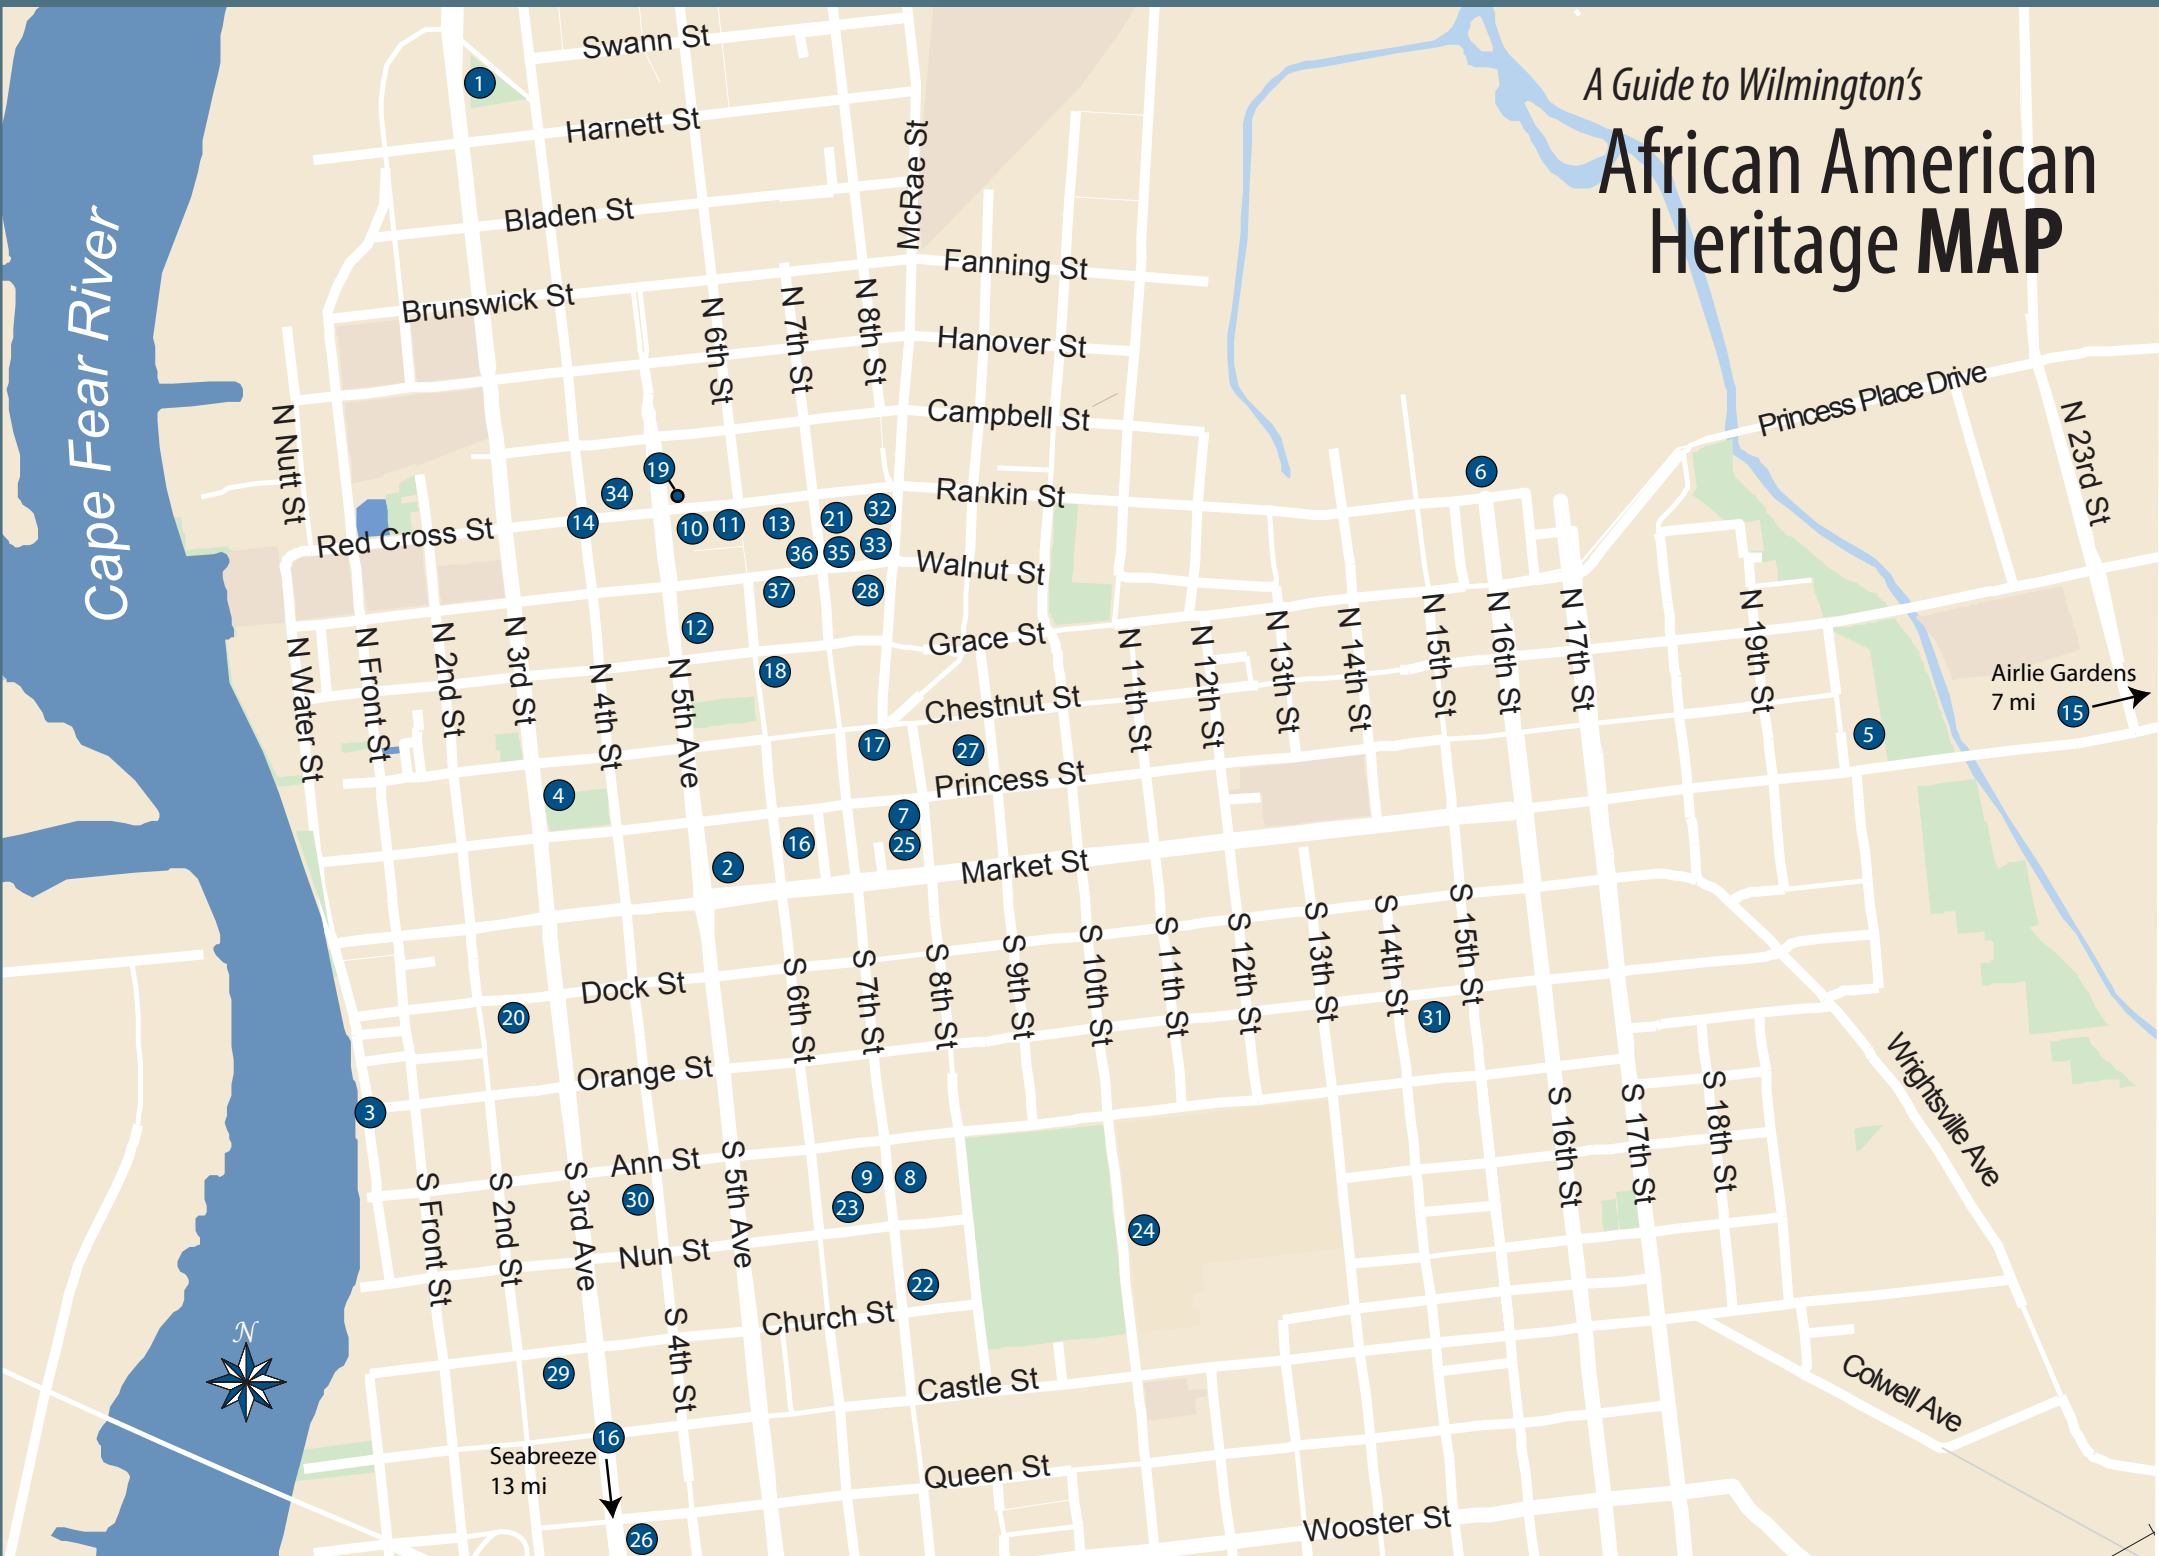 A Guide to Wilmington's
African American
Heritage MAP
Swann St
1
Harnett St
McRae St
Bladen St
Cape Fear River
Fanning St
Brunswick St
N 6th St
N 7th St
N 8th St
Hanover St
Princess Place Drive
Campbell St
N Nutt St
N 23rd St
19
6
34
Rankin St
14
10
11
13
21
32
Red Cross St
36
35
33
Walnut St
37
28
12
Grace St
N Water St
N Front St
N 2nd St
N 3rd St
N 4th St
N 5th Ave
N 11th St
N 12th St
N 13th St
N 14th St
N 15th St
N 16th St
N 17th St
N 19th St
18
Airlie Gardens
7 mi
15
Chestnut St
17
27
5
Princess St
4
7
16
25
2
Market St
S 6th St
S 7th St
S 8th St
S 9th St
S 10th St
S 11th St
S 12th St
S 13th St
S 14th St
S 15th St
Dock St
20
31
Orange St
3
Wrightsville Ave
S 16th St
S 17th St
S 18th St
Ann St
S Front St
S 2nd St
S 3rd Ave
S 5th Ave
9
8
30
23
24
Nun St
22
Church St
S 4th St
N
29
Castle St
Colwell Ave
16
Seabreeze
13 mi
Queen St
Wooster St
26